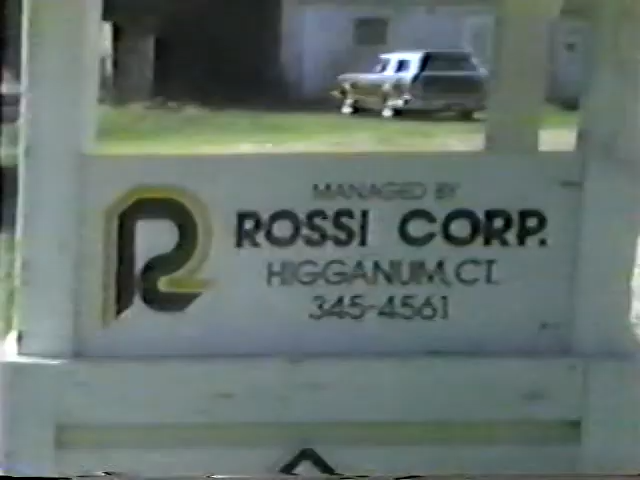 MANAGED BY
ROSSI CORP.
HIGGANUM, CT.
345-4561